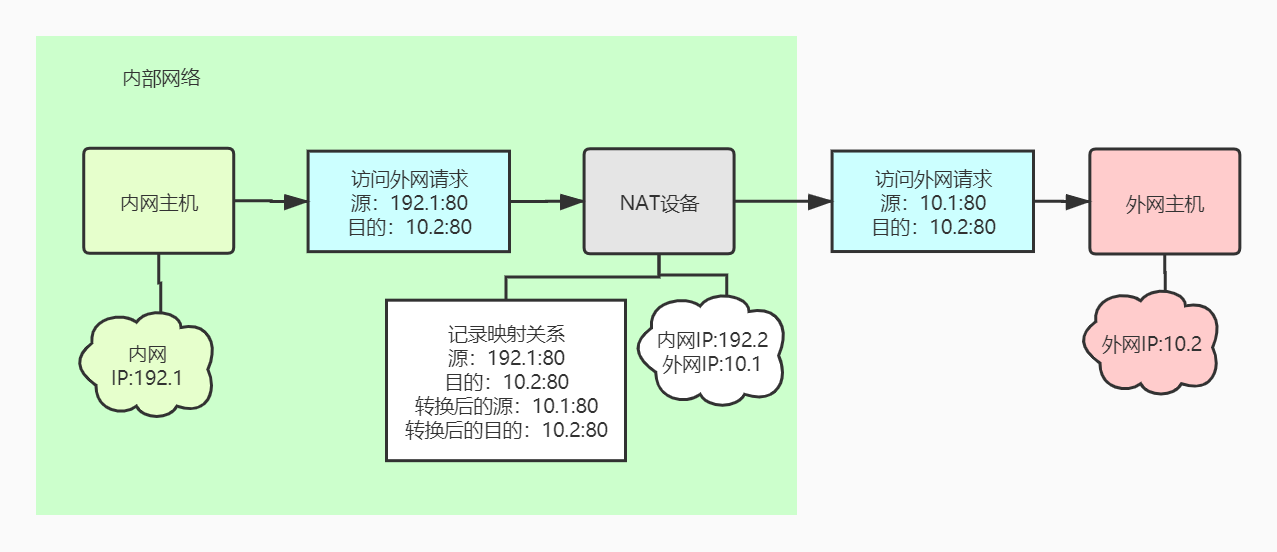 内部网络
内网主机
访问外网请求
源：192.1:80
目的：10.2:80
NAT设备
访问外网请求
源：10.1:80
目的：10.2:80
外网主机
内网
IP:192.1
记录映射关系
源：192.1:80
目的：10.2:80
转换后的源：10.1:80
转换后的目的：10.2:80
内网IP:192.2
外网IP:10.1
外网IP:10.2